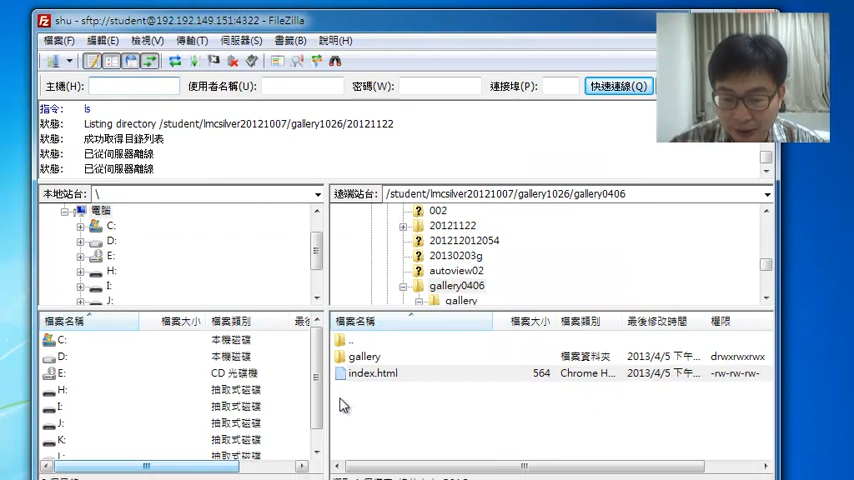 shu - sftp://student@192.192.149.151:4322 - FileZilla
檔案(F) 編輯(E) 檢視(V) 傳輸(T) 伺服器(S) 書籤(B) 說明(H)
主機(H): 使用者名稱(U): 密碼(W): 連接埠(P): 快速連線(Q)
指令: ls
狀態: Listing directory /student/lmcsilver20121007/gallery1026/20121122
狀態: 成功取得目錄列表
狀態: 已從伺服器離線
狀態: 已從伺服器離線
本地站台: \
遠端站台: /student/lmcsilver20121007/gallery1026/gallery0406
電腦
C:
D:
E:
H:
I:
J:
002
20121122
201212012054
20130203g
autoview02
gallery0406
gallery
檔案名稱 檔案大小 檔案類別 最後
C: 本機磁碟
D: 本機磁碟
E: CD 光碟機
H: 抽取式磁碟
I: 抽取式磁碟
J: 抽取式磁碟
K: 抽取式磁碟
抽取式磁碟
檔案名稱 檔案大小 檔案類別 最後修改時間 權限
..
gallery 檔案資料夾 2013/4/5 下午... drwxrwxrwx
index.html 564 Chrome H... 2013/4/5 下午... -rw-rw-rw-